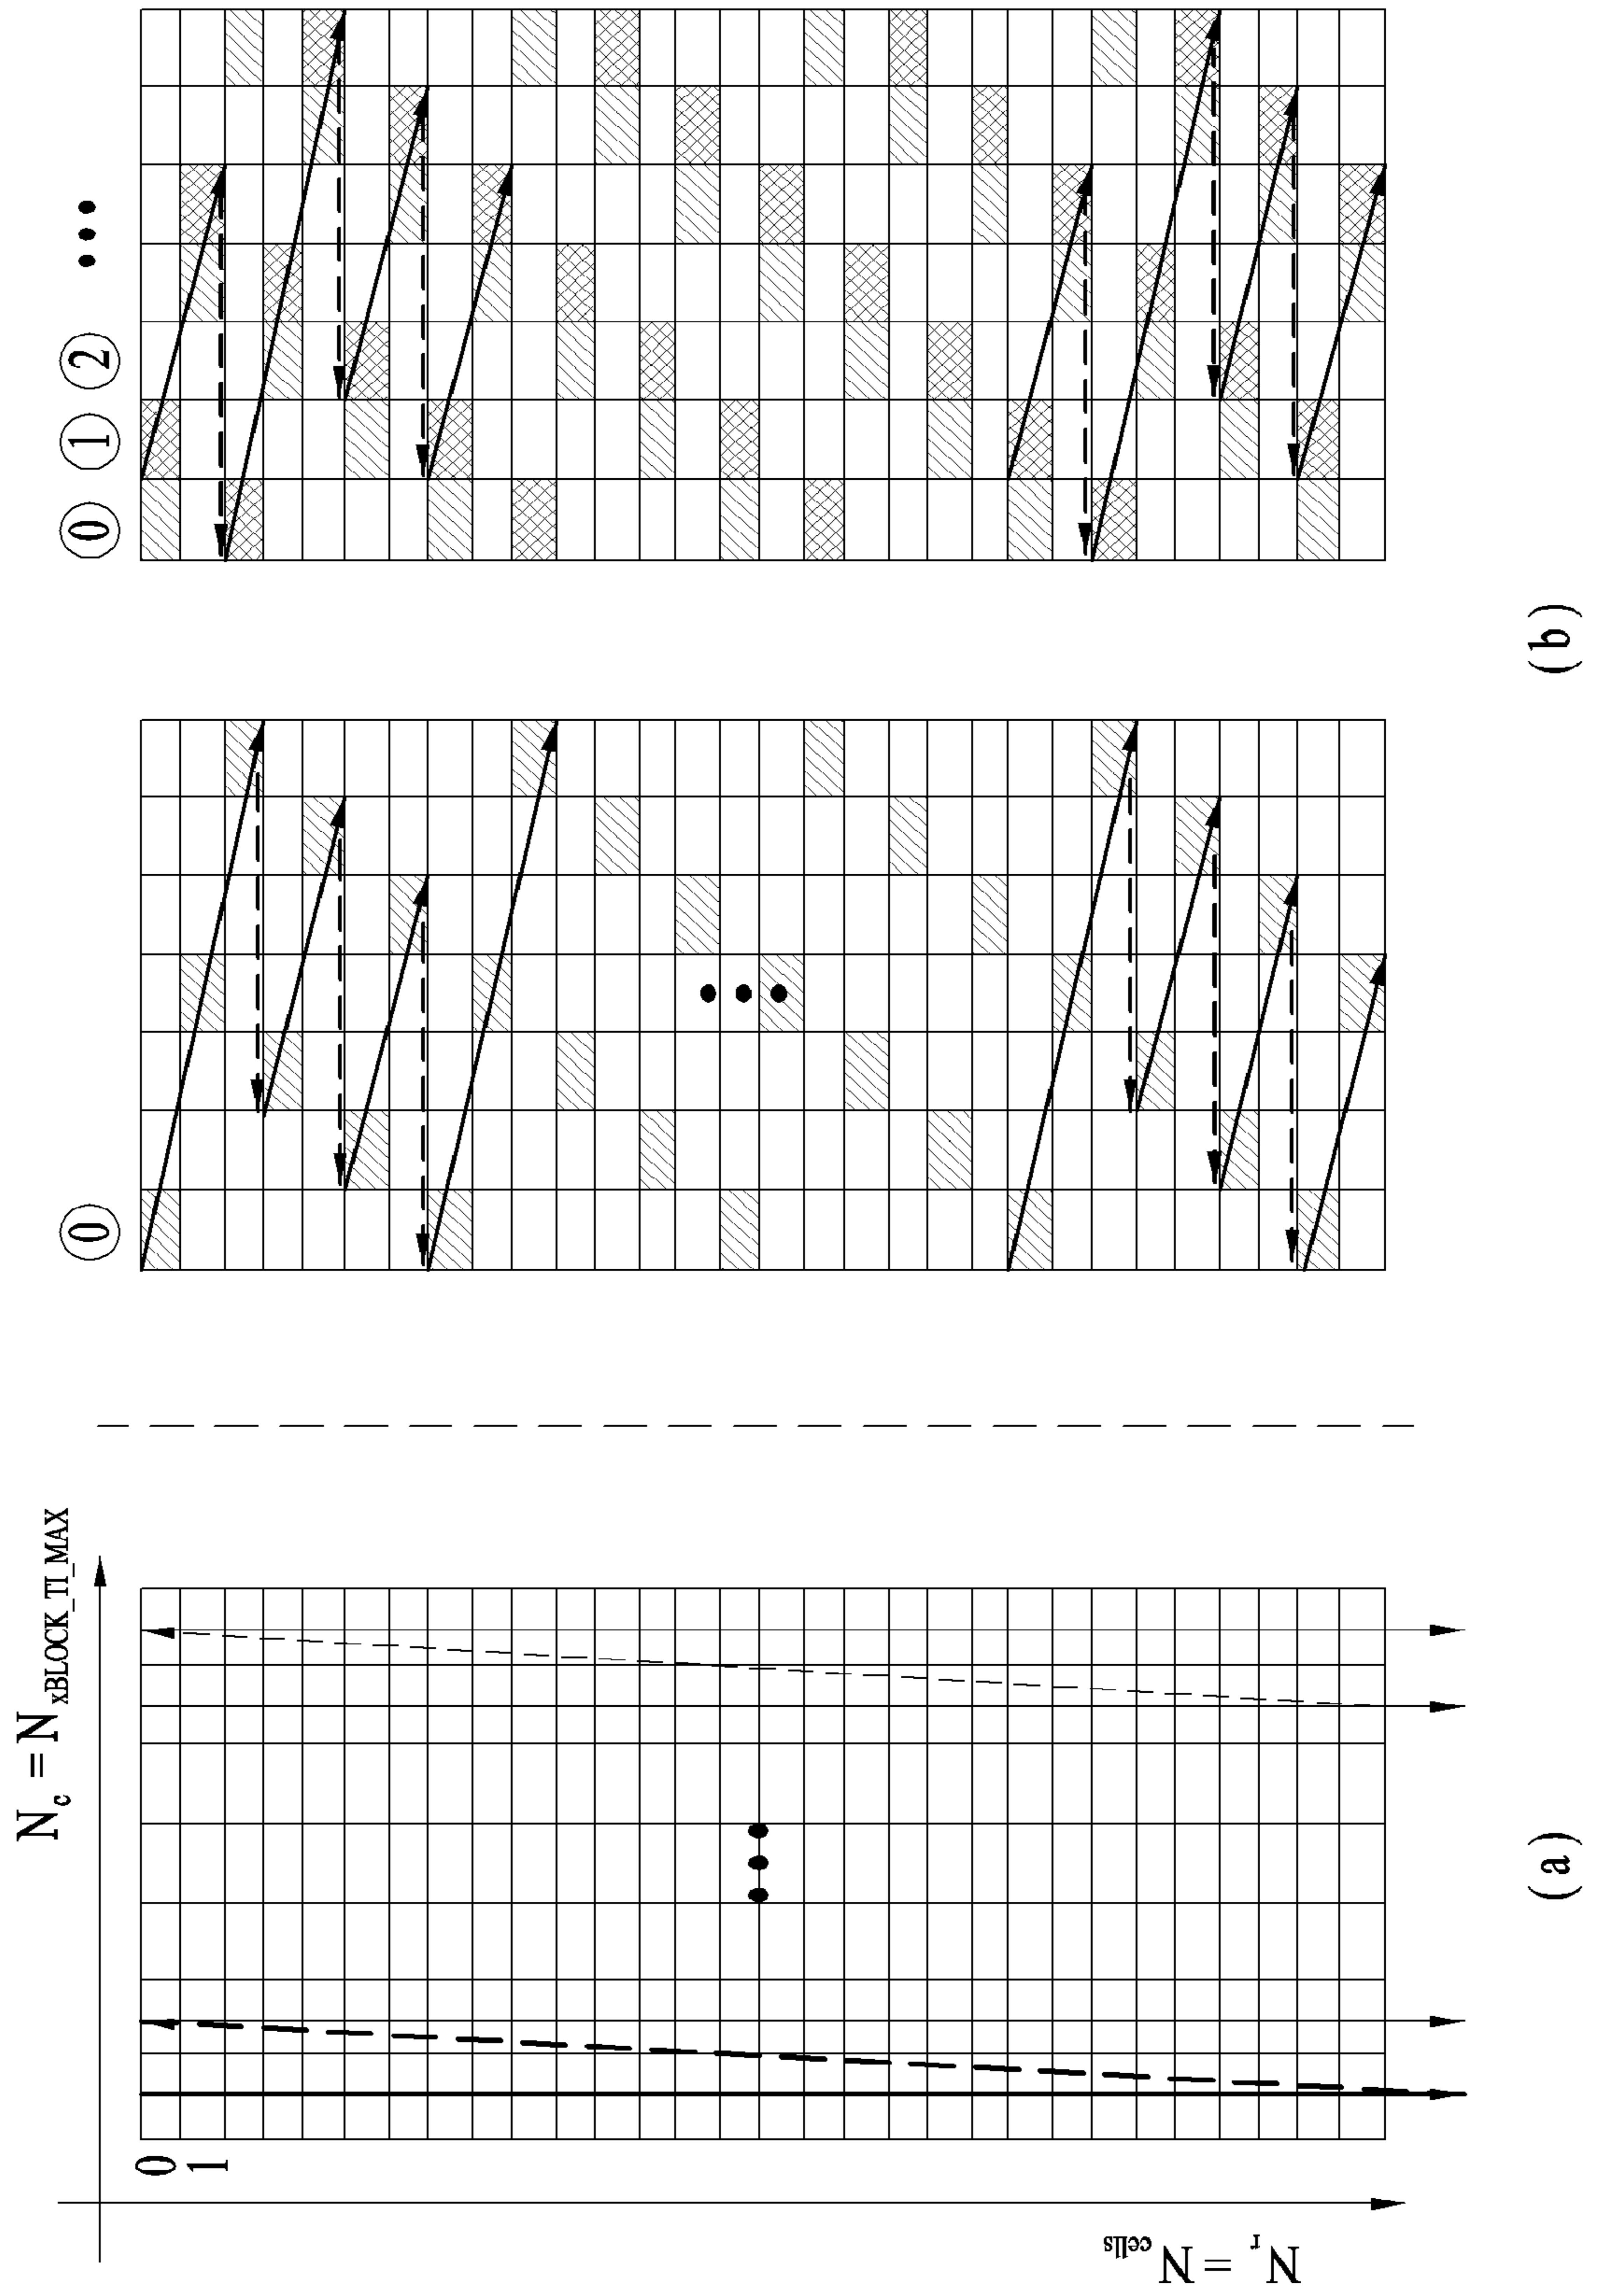 N_c = N_xBLOCK_TI_MAX
0
1
N_r = N_cells
(a)
0
0 1 2 •••
(b)